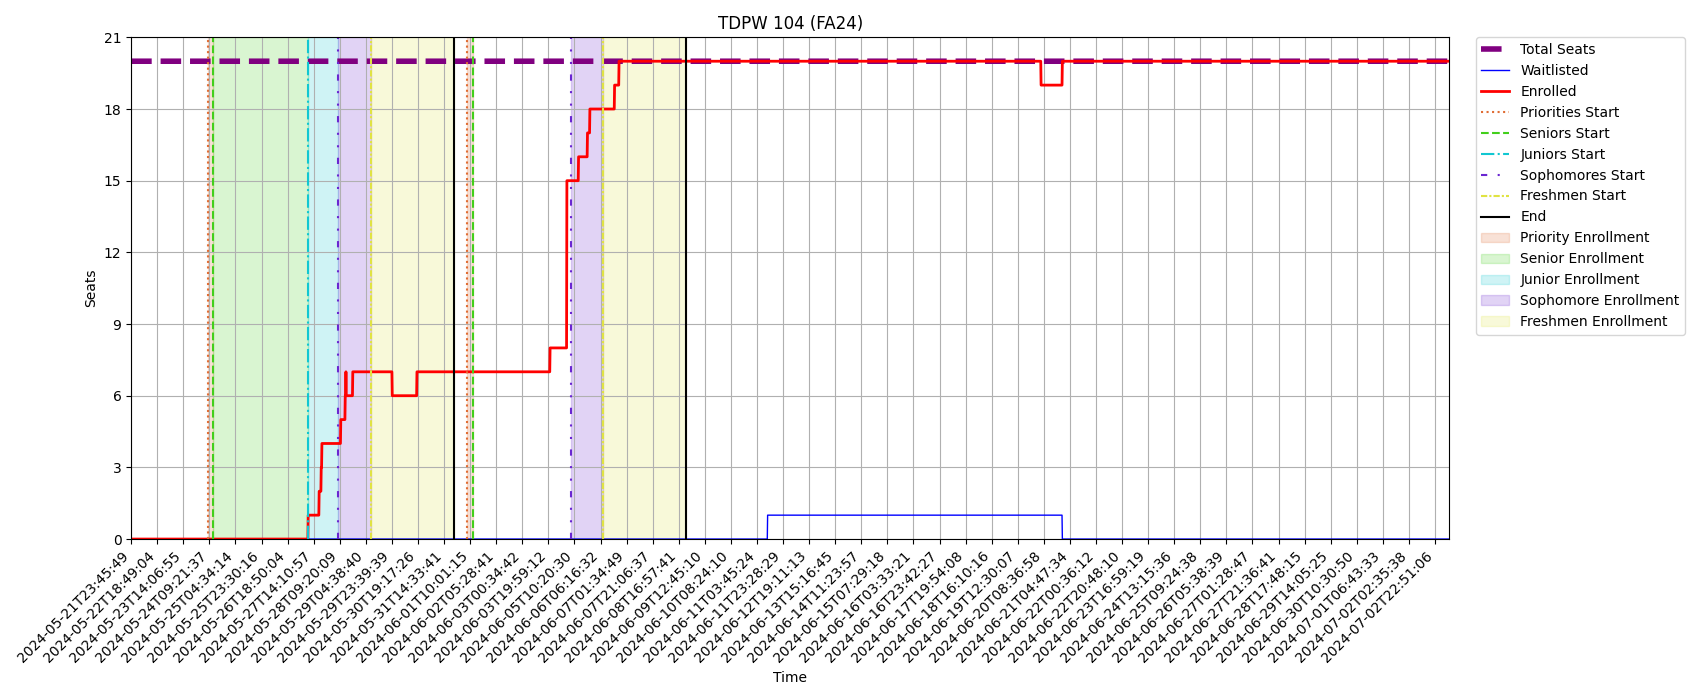 TDPW 104 (FA24)
Seats
21
18
15
12
9
6
3
0
2024-05-21T23:45:49
2024-05-22T18:49:04
2024-05-23T14:06:55
2024-05-24T09:21:37
2024-05-25T04:34:14
2024-05-25T23:30:16
2024-05-26T18:50:04
2024-05-27T14:10:57
2024-05-28T09:20:09
2024-05-29T04:38:40
2024-05-29T23:39:39
2024-05-30T19:17:26
2024-05-31T14:33:41
2024-06-01T10:01:15
2024-06-02T05:28:41
2024-06-03T00:34:42
2024-06-03T19:59:12
2024-06-05T10:20:30
2024-06-06T06:16:32
2024-06-07T01:34:49
2024-06-07T21:06:37
2024-06-08T16:57:41
2024-06-09T12:45:10
2024-06-10T08:24:10
2024-06-11T03:45:24
2024-06-11T23:28:29
2024-06-12T19:11:13
2024-06-13T15:16:45
2024-06-14T11:23:57
2024-06-15T07:29:18
2024-06-16T03:33:21
2024-06-16T23:42:27
2024-06-17T19:54:08
2024-06-18T16:10:16
2024-06-19T12:30:07
2024-06-20T08:36:58
2024-06-21T04:47:34
2024-06-22T00:36:12
2024-06-22T20:48:10
2024-06-23T16:59:19
2024-06-24T13:15:36
2024-06-25T09:24:38
2024-06-26T05:38:39
2024-06-27T01:28:47
2024-06-27T21:36:41
2024-06-28T17:48:15
2024-06-29T14:05:25
2024-06-30T10:30:50
2024-07-01T06:43:33
2024-07-02T02:35:38
2024-07-02T22:51:06
Time
Total Seats
Waitlisted
Enrolled
Priorities Start
Seniors Start
Juniors Start
Sophomores Start
Freshmen Start
End
Priority Enrollment
Senior Enrollment
Junior Enrollment
Sophomore Enrollment
Freshmen Enrollment